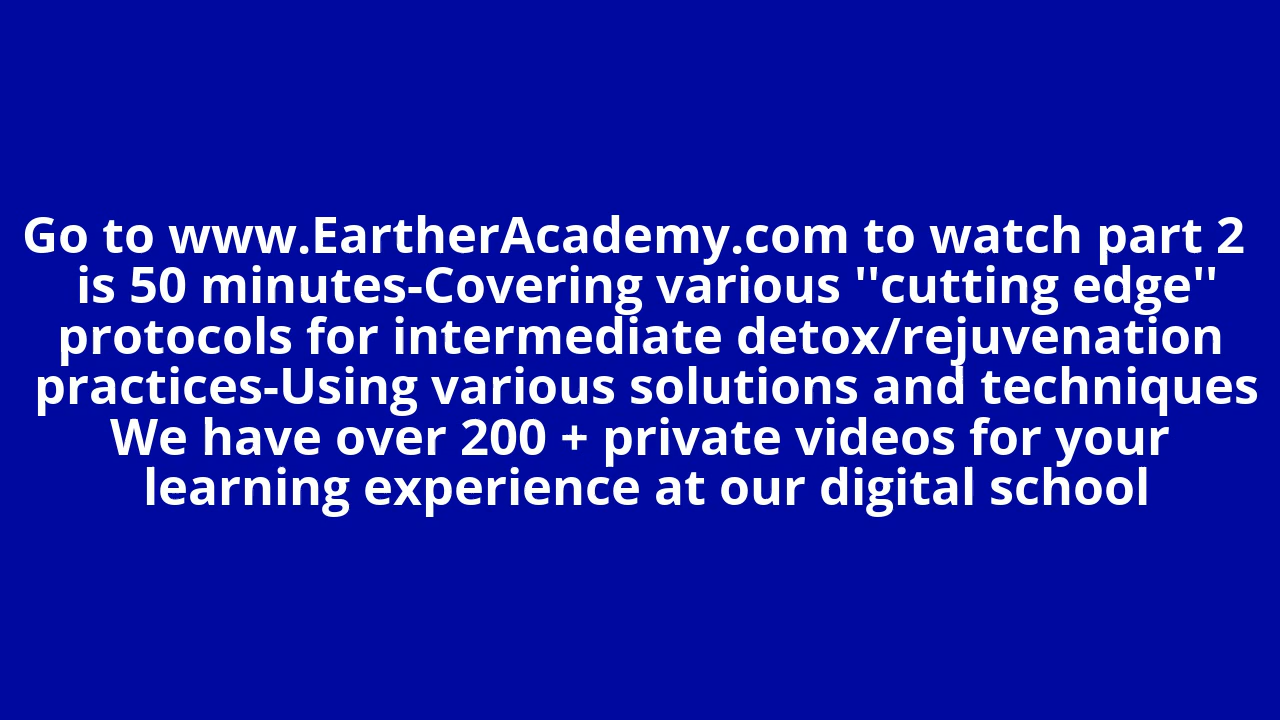 Go to www.EartherAcademy.com to watch part 2
is 50 minutes-Covering various ''cutting edge''
protocols for intermediate detox/rejuvenation
practices-Using various solutions and techniques
We have over 200 + private videos for your
learning experience at our digital school